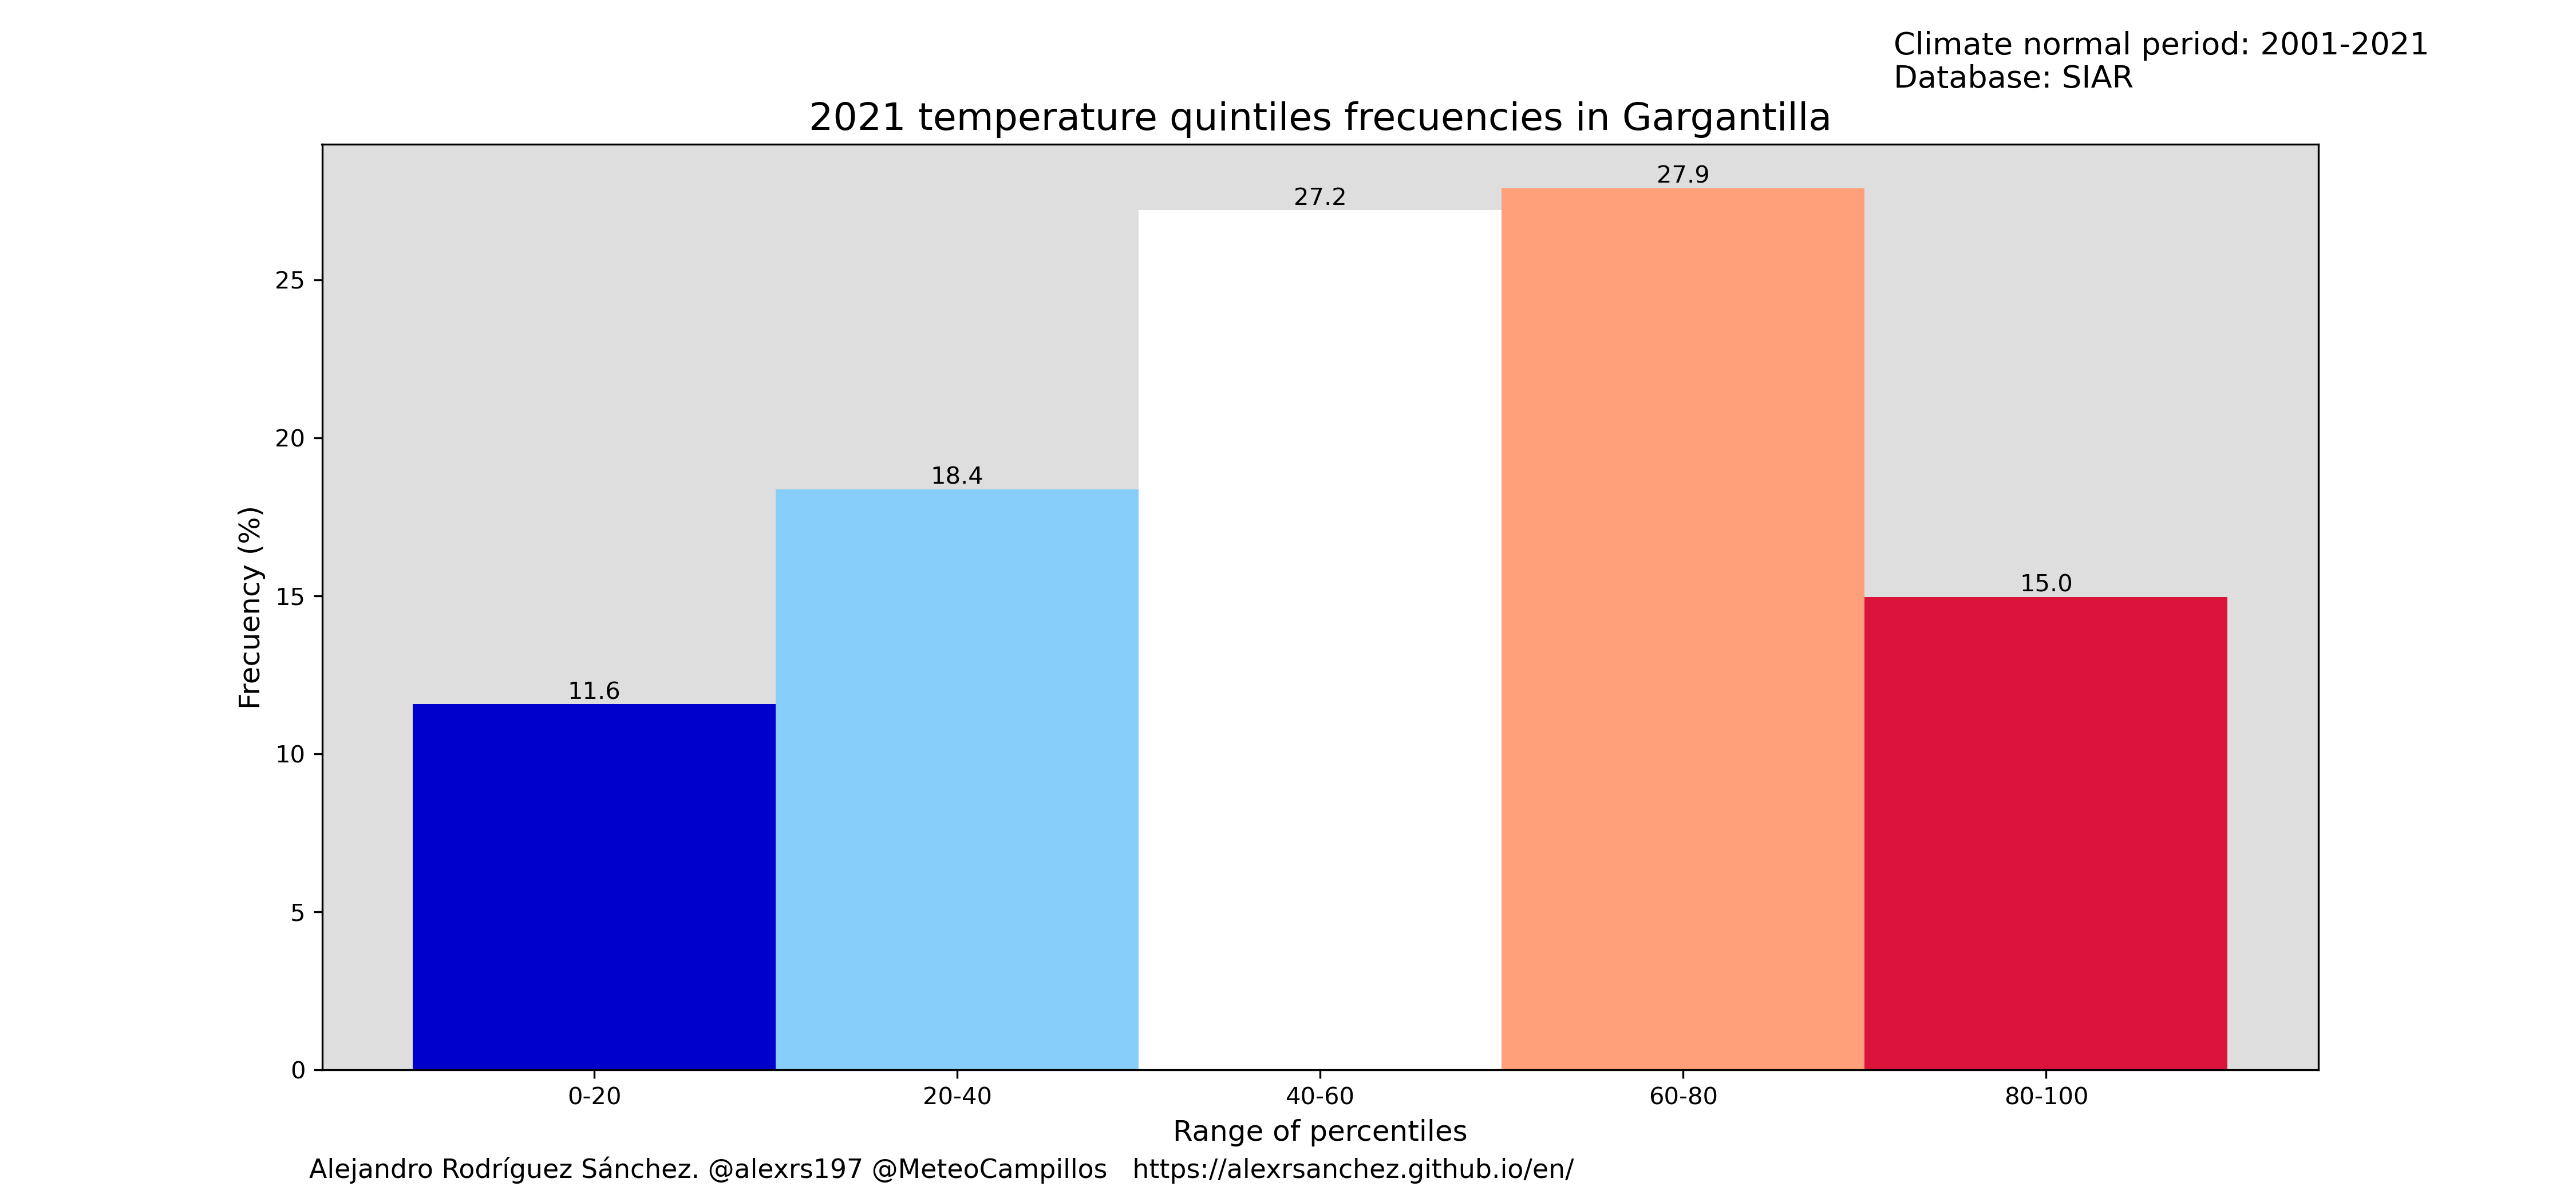 Climate normal period: 2001-2021
Database: SIAR
2021 temperature quintiles frecuencies in Gargantilla
27.9
27.2
25
20
18.4
Frecuency (%)
15
15.0
11.6
10
5
0
0-20
20-40
40-60
60-80
80-100
Range of percentiles
Alejandro Rodríguez Sánchez. @alexrs197 @MeteoCampillos https://alexrsanchez.github.io/en/